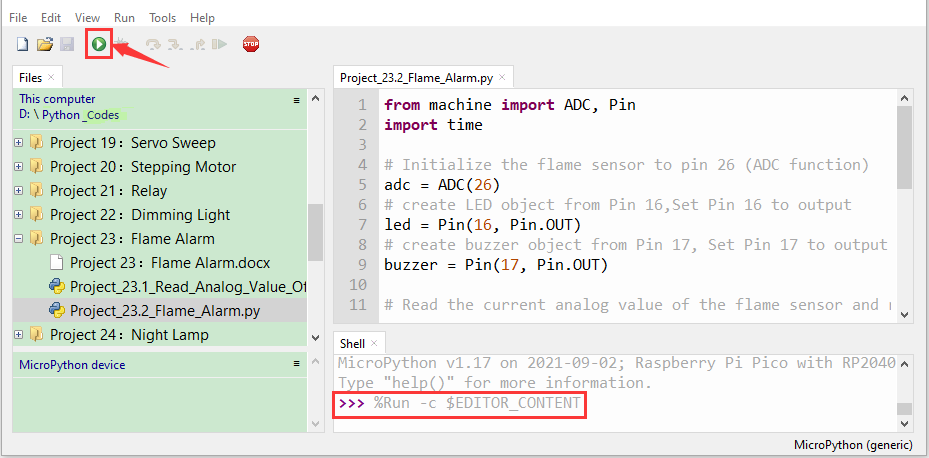 File Edit View Run Tools Help
STOP
Files ×
This computer
D: \ Python _Codes
Project 19：Servo Sweep
Project 20：Stepping Motor
Project 21：Relay
Project 22：Dimming Light
Project 23：Flame Alarm
Project 23：Flame Alarm.docx
Project_23.1_Read_Analog_Value_Of
Project_23.2_Flame_Alarm.py
Project 24：Night Lamp
MicroPython device
Project_23.2_Flame_Alarm.py ×
1 from machine import ADC, Pin
2 import time
3
4 # Initialize the flame sensor to pin 26 (ADC function)
5 adc = ADC(26)
6 # create LED object from Pin 16,Set Pin 16 to output
7 led = Pin(16, Pin.OUT)
8 # create buzzer object from Pin 17, Set Pin 17 to output
9 buzzer = Pin(17, Pin.OUT)
10
11 # Read the current analog value of the flame sensor and
Shell ×
MicroPython v1.17 on 2021-09-02; Raspberry Pi Pico with RP2040
Type "help()" for more information.
>>> %Run -c $EDITOR_CONTENT
MicroPython (generic)